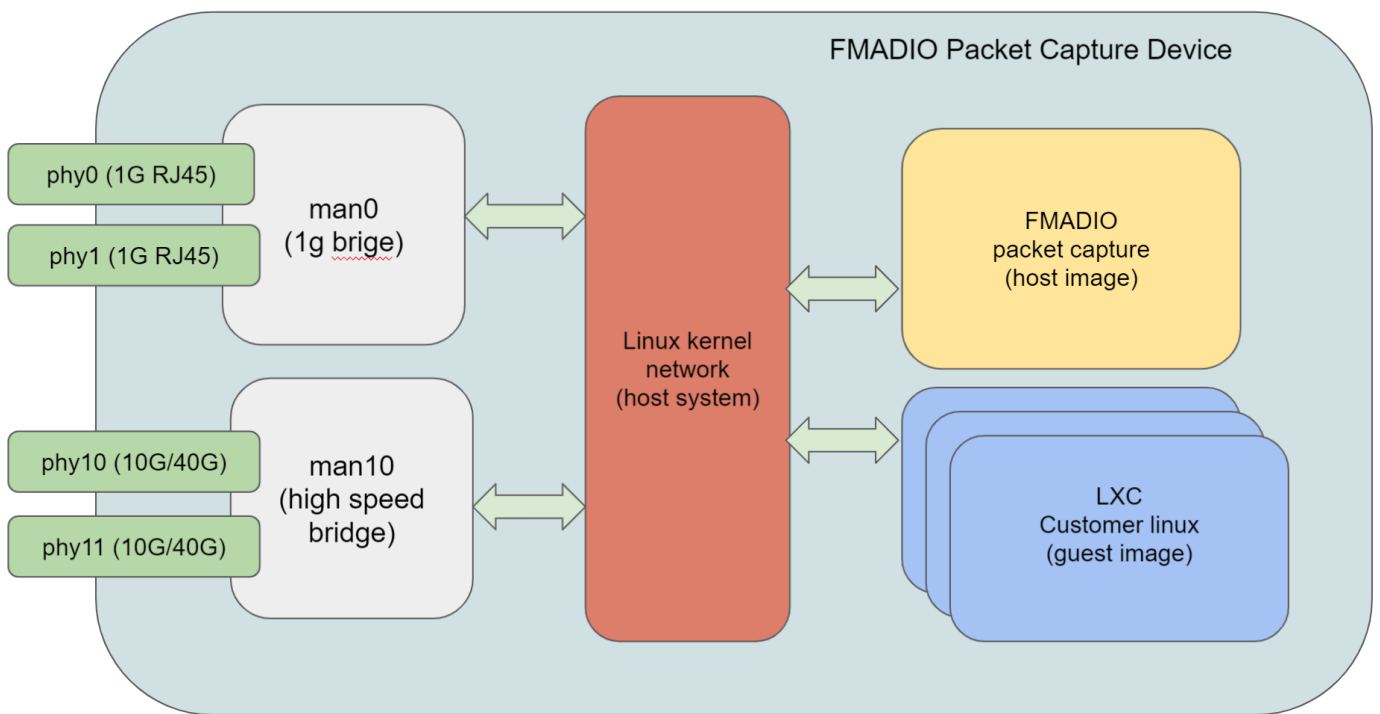 FMADIO Packet Capture Device
phy0 (1G RJ45)
phy1 (1G RJ45)
man0
(1g brige)
phy10 (10G/40G)
phy11 (10G/40G)
man10
(high speed
bridge)
Linux kernel
network
(host system)
FMADIO
packet capture
(host image)
LXC
Customer linux
(guest image)